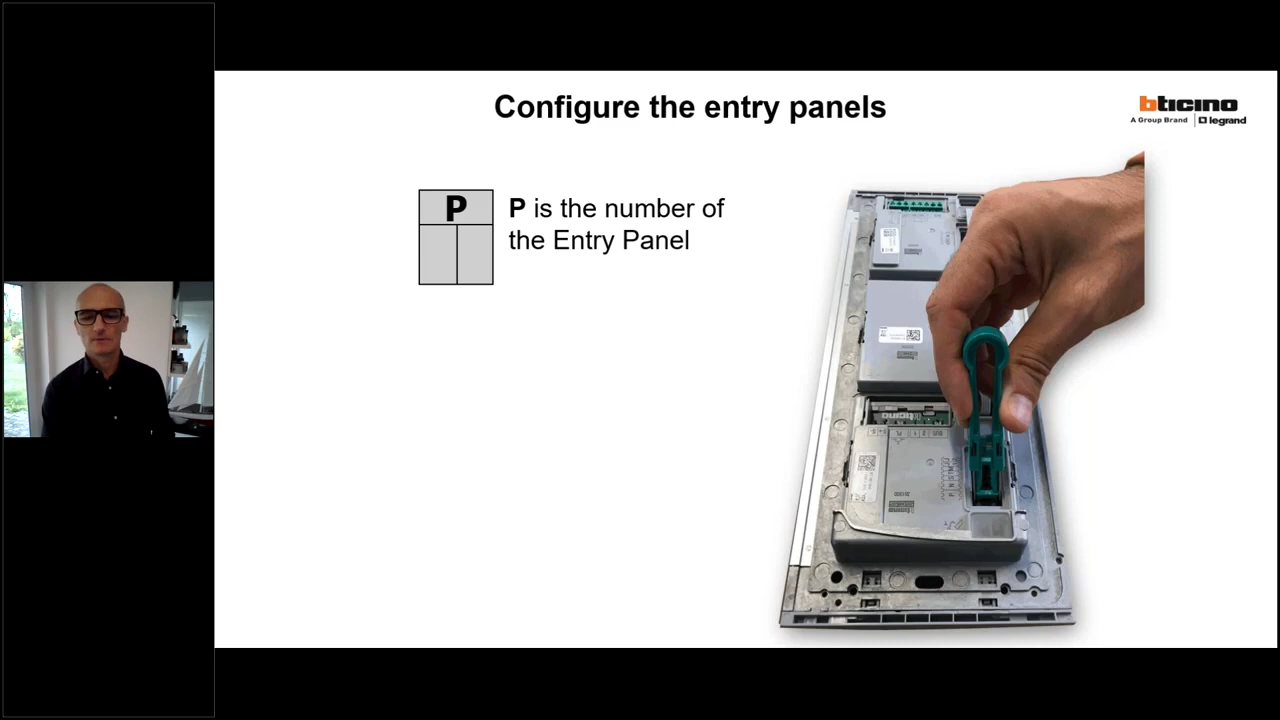 Configure the entry panels
bticino
A Group Brand | legrand
P
P is the number of
the Entry Panel